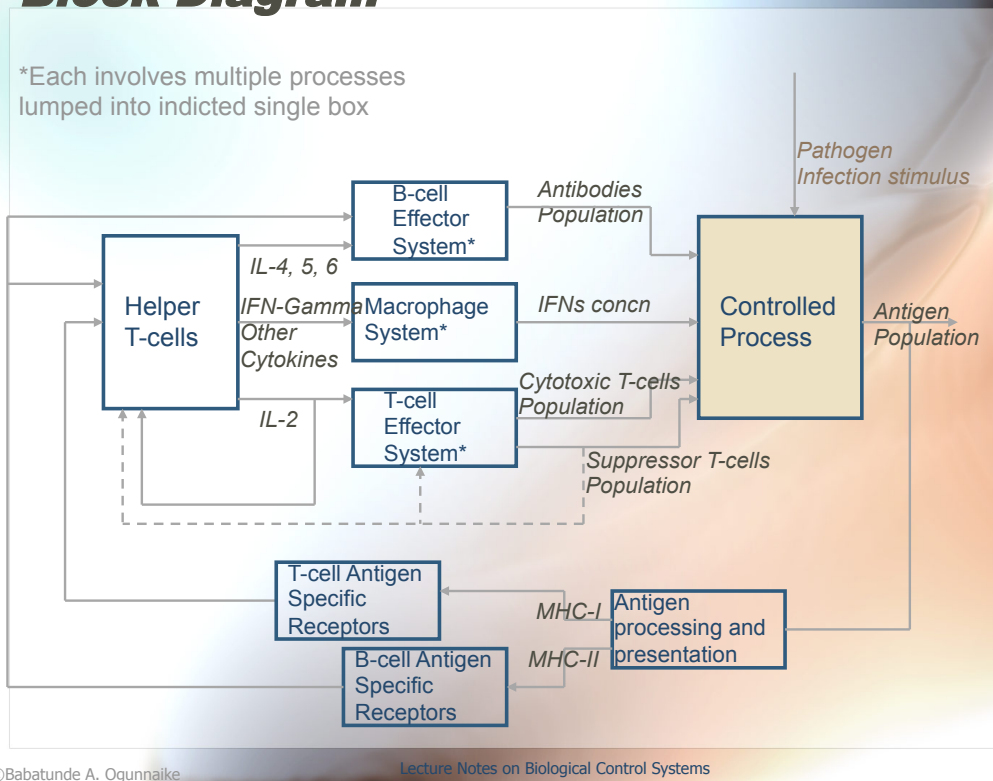 Block Diagram
*Each involves multiple processes
lumped into indicted single box
Pathogen
Infection stimulus
B-cell
Effector
System*
Antibodies
Population
Helper
T-cells
IL-4, 5, 6
IFN-Gamma
Other
Cytokines
Macrophage
System*
IFNs concn
Controlled
Process
Antigen
Population
IL-2
T-cell
Effector
System*
Cytotoxic T-cells
Population
Suppressor T-cells
Population
T-cell Antigen
Specific
Receptors
MHC-I
Antigen
processing and
presentation
MHC-II
B-cell Antigen
Specific
Receptors
©Babatunde A. Ogunnaike
Lecture Notes on Biological Control Systems